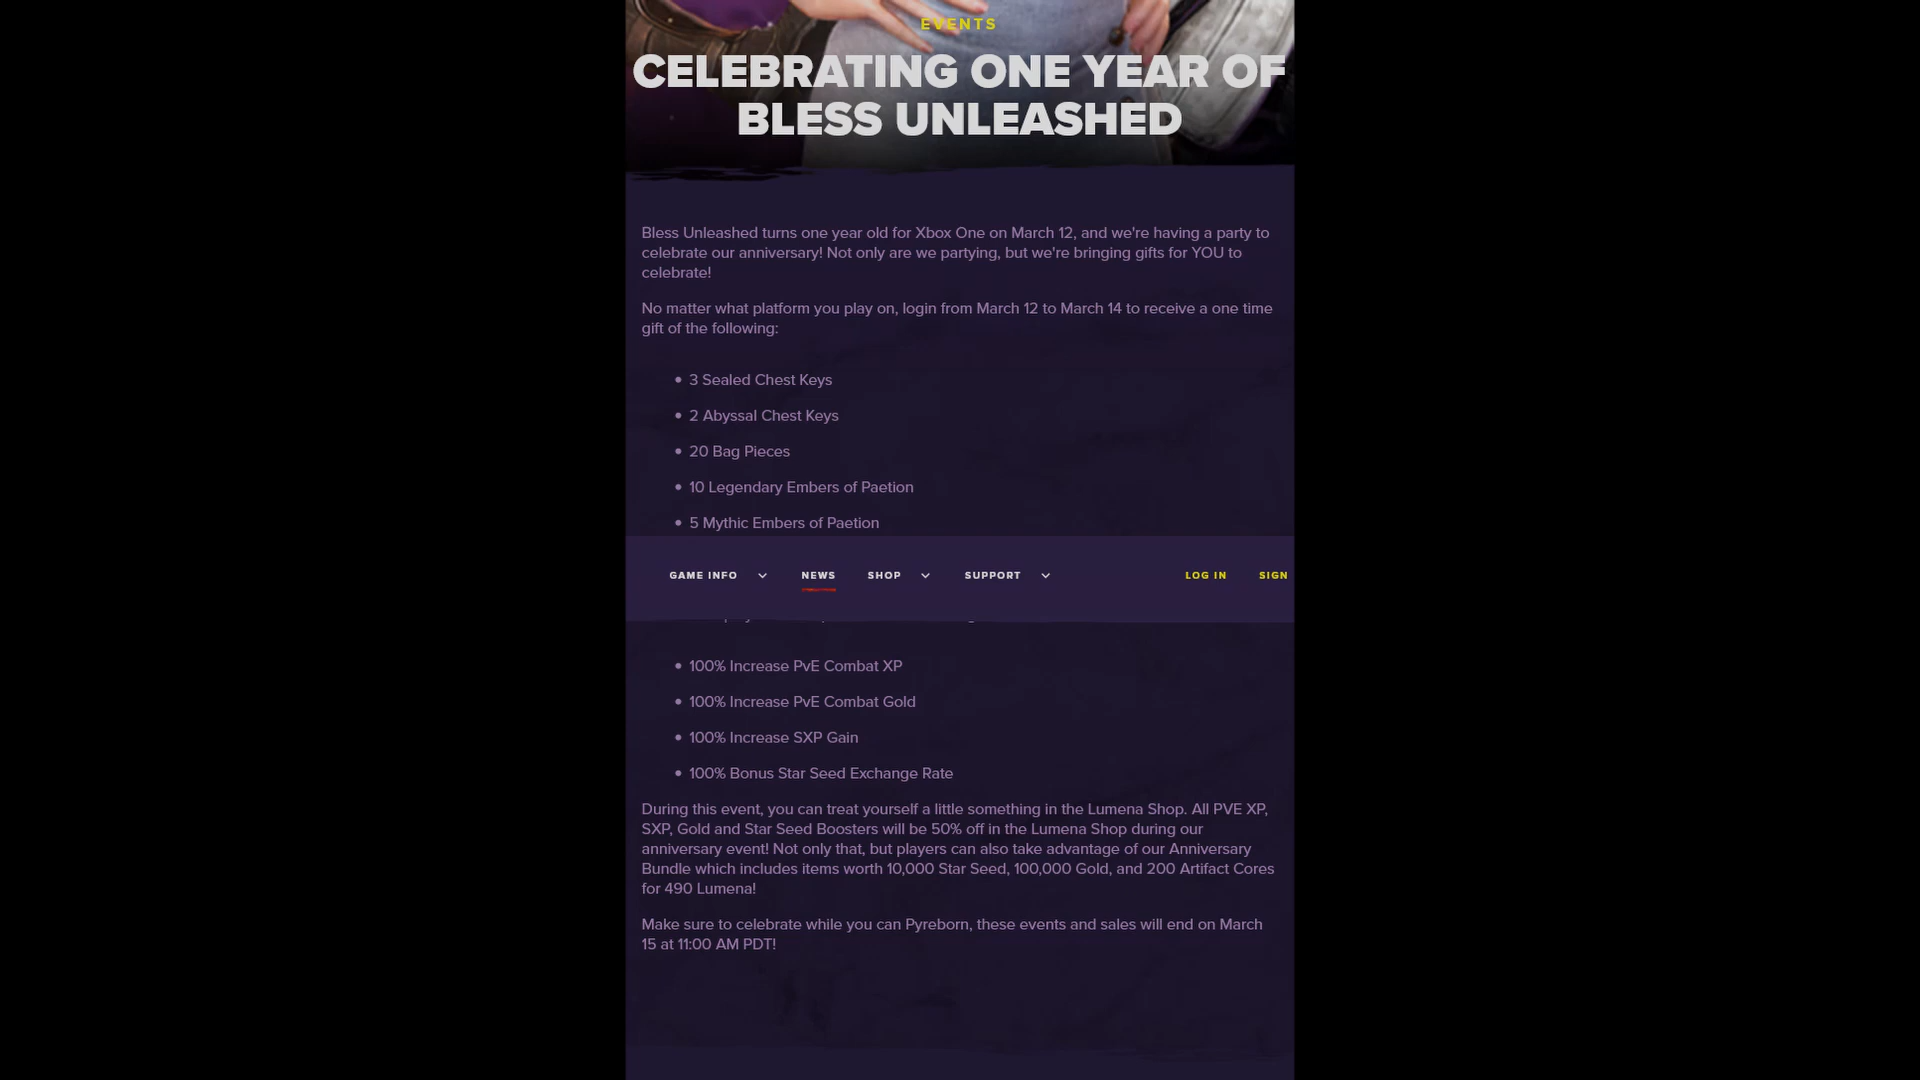 EVENTS
CELEBRATING ONE YEAR OF
BLESS UNLEASHED
Bless Unleashed turns one year old for Xbox One on March 12, and we're having a party to
celebrate our anniversary! Not only are we partying, but we're bringing gifts for YOU to
celebrate!
No matter what platform you play on, login from March 12 to March 14 to receive a one time
gift of the following:
• 3 Sealed Chest Keys
• 2 Abyssal Chest Keys
• 20 Bag Pieces
• 10 Legendary Embers of Paetion
• 5 Mythic Embers of Paetion
GAME INFO NEWS SHOP SUPPORT LOG IN SIGN
• 100% Increase PvE Combat XP
• 100% Increase PvE Combat Gold
• 100% Increase SXP Gain
• 100% Bonus Star Seed Exchange Rate
During this event, you can treat yourself a little something in the Lumena Shop. All PVE XP,
SXP, Gold and Star Seed Boosters will be 50% off in the Lumena Shop during our
anniversary event! Not only that, but players can also take advantage of our Anniversary
Bundle which includes items worth 10,000 Star Seed, 100,000 Gold, and 200 Artifact Cores
for 490 Lumena!
Make sure to celebrate while you can Pyreborn, these events and sales will end on March
15 at 11:00 AM PDT!